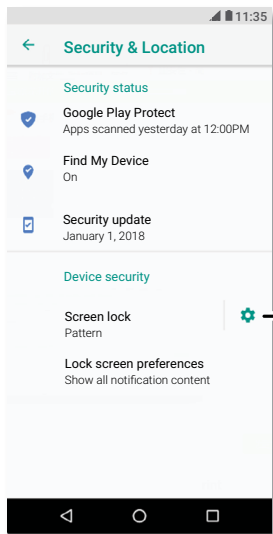 11:35
Security & Location
Security status
Google Play Protect
Apps scanned yesterday at 12:00PM
Find My Device
On
Security update
January 1, 2018
Device security
Screen lock
Pattern
Lock screen preferences
Show all notification content